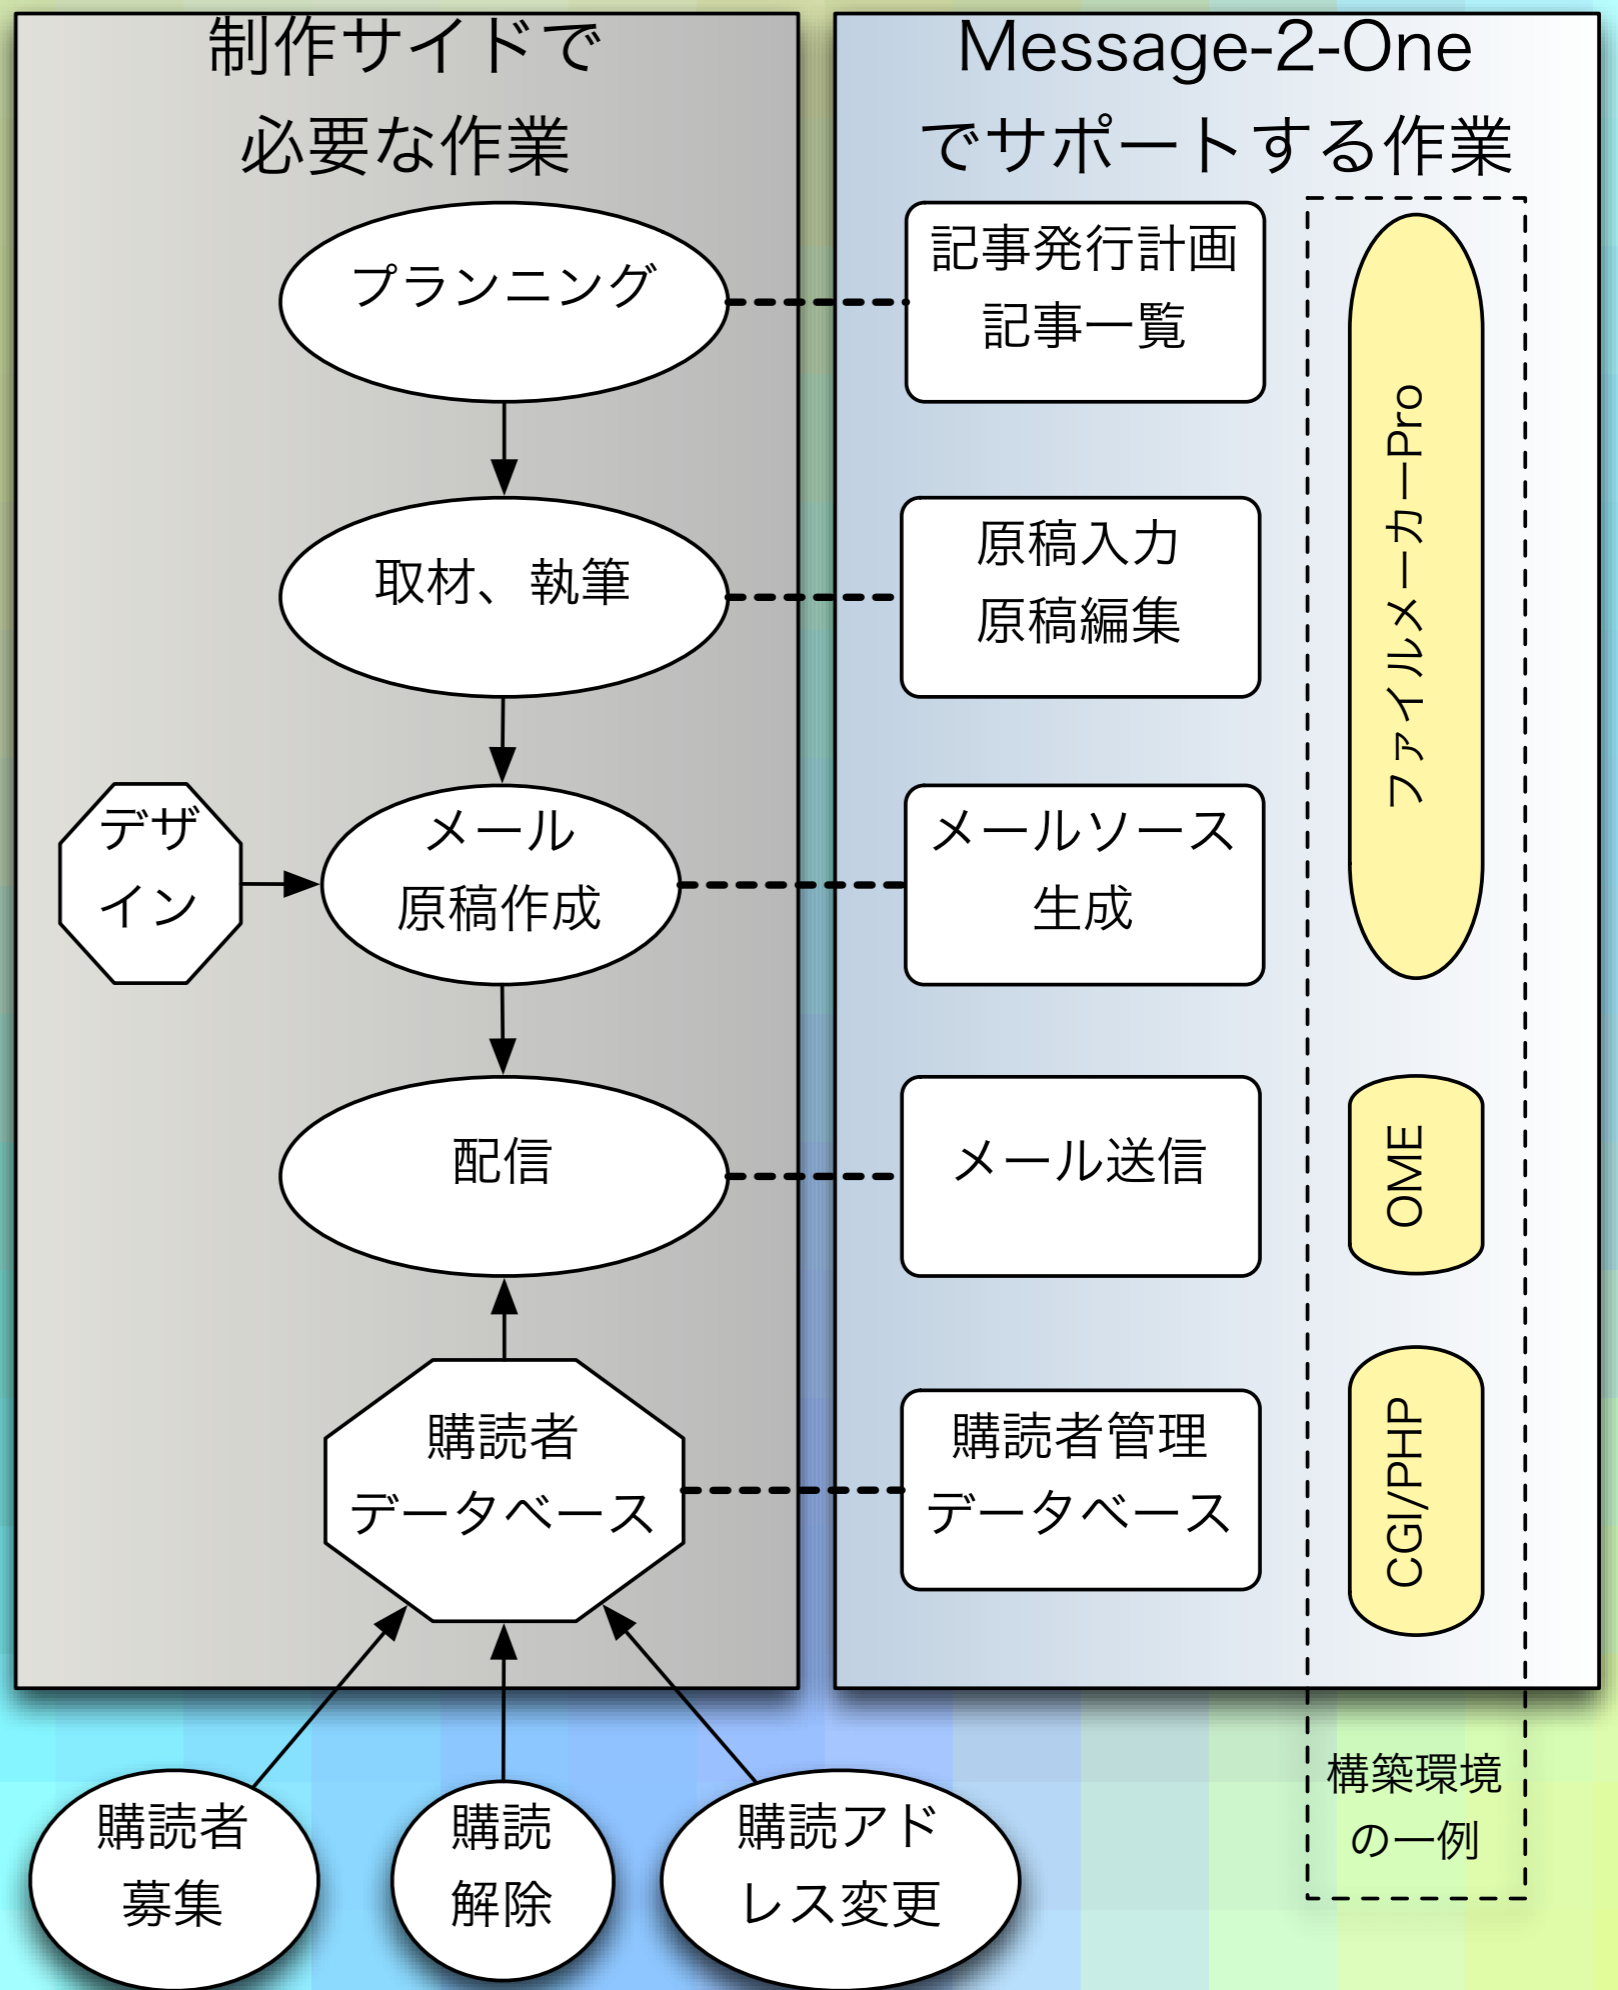 制作サイドで
必要な作業
Message-2-One
でサポートする作業
プランニング
記事発行計画
記事一覧
ファイルメーカーPro
取材、執筆
原稿入力
原稿編集
デザ
イン
メール
原稿作成
メールソース
生成
配信
メール送信
OME
購読者
データベース
購読者管理
データベース
CGI/PHP
購読者
募集
購読
解除
購読アド
レス変更
構築環境
の一例